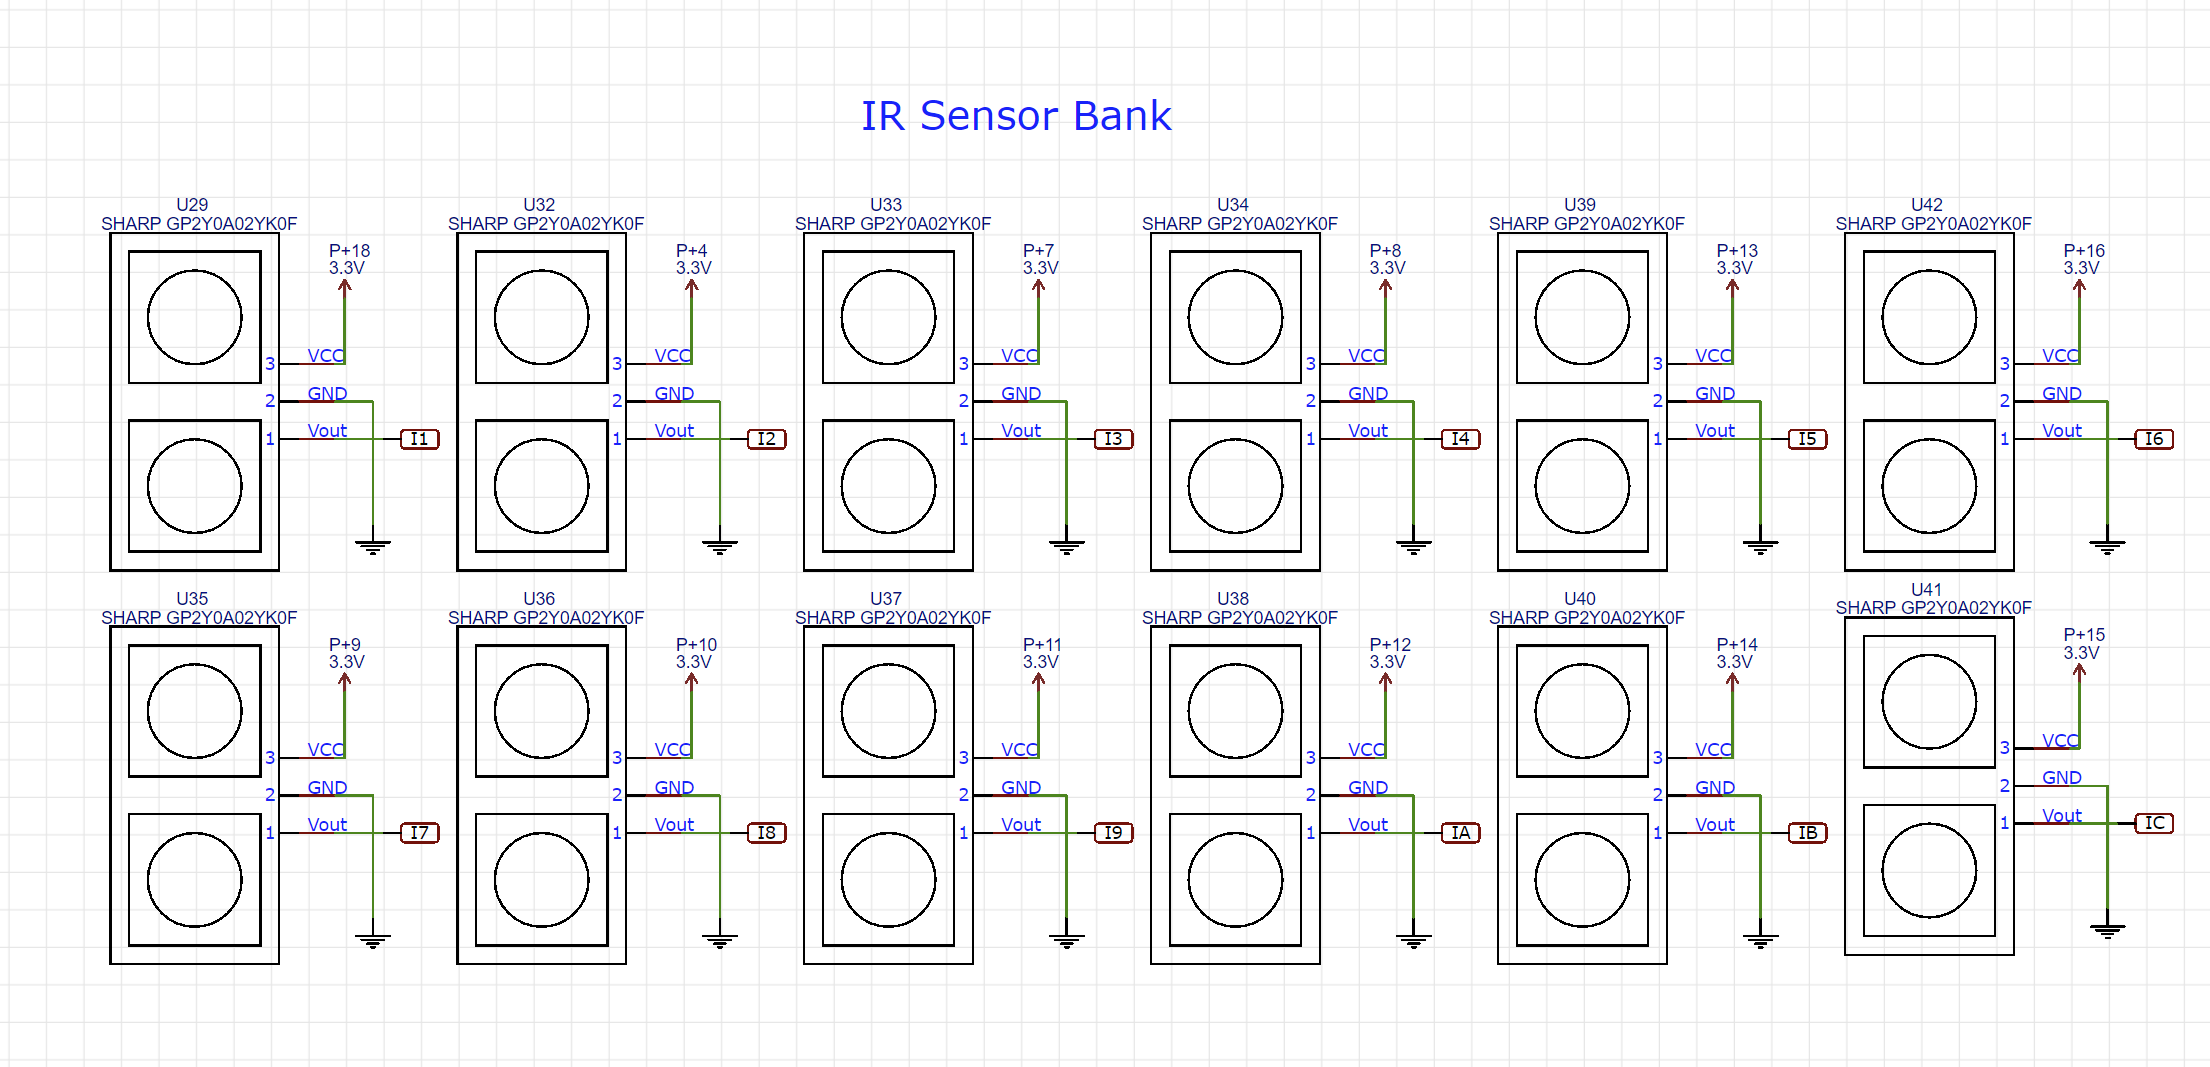 IR Sensor Bank
U29
SHARP GP2Y0A02YK0F
P+18
3.3V
3 VCC
2 GND
1 Vout I1
U32
SHARP GP2Y0A02YK0F
P+4
3.3V
3 VCC
2 GND
1 Vout I2
U33
SHARP GP2Y0A02YK0F
P+7
3.3V
3 VCC
2 GND
1 Vout I3
U34
SHARP GP2Y0A02YK0F
P+8
3.3V
3 VCC
2 GND
1 Vout I4
U39
SHARP GP2Y0A02YK0F
P+13
3.3V
3 VCC
2 GND
1 Vout I5
U42
SHARP GP2Y0A02YK0F
P+16
3.3V
3 VCC
2 GND
1 Vout I6
U35
SHARP GP2Y0A02YK0F
P+9
3.3V
3 VCC
2 GND
1 Vout I7
U36
SHARP GP2Y0A02YK0F
P+10
3.3V
3 VCC
2 GND
1 Vout I8
U37
SHARP GP2Y0A02YK0F
P+11
3.3V
3 VCC
2 GND
1 Vout I9
U38
SHARP GP2Y0A02YK0F
P+12
3.3V
3 VCC
2 GND
1 Vout IA
U40
SHARP GP2Y0A02YK0F
P+14
3.3V
3 VCC
2 GND
1 Vout IB
U41
SHARP GP2Y0A02YK0F
P+15
3.3V
3 VCC
2 GND
1 Vout IC